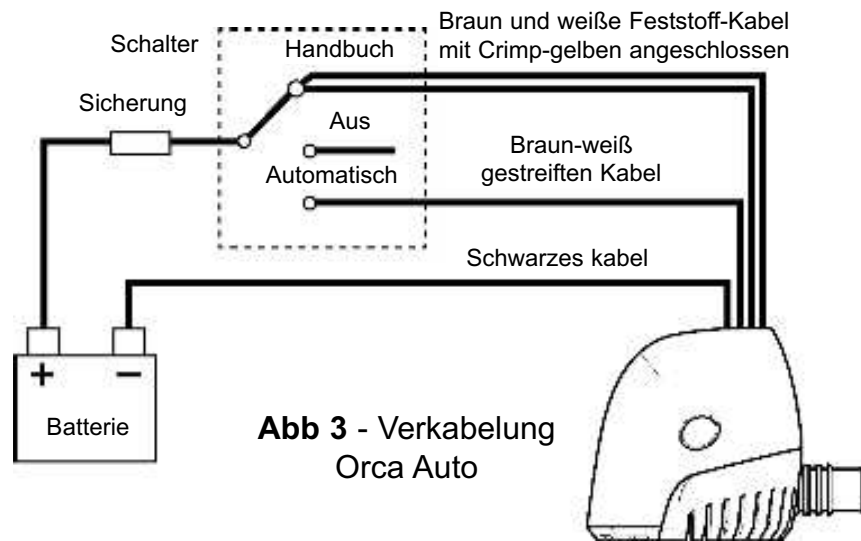 Schalter
Handbuch
Braun und weiße Feststoff-Kabel
mit Crimp-gelben angeschlossen
Sicherung
Aus
Automatisch
Braun-weiß
gestreiften Kabel
Schwarzes kabel
+ −
Batterie
Abb 3 - Verkabelung
Orca Auto